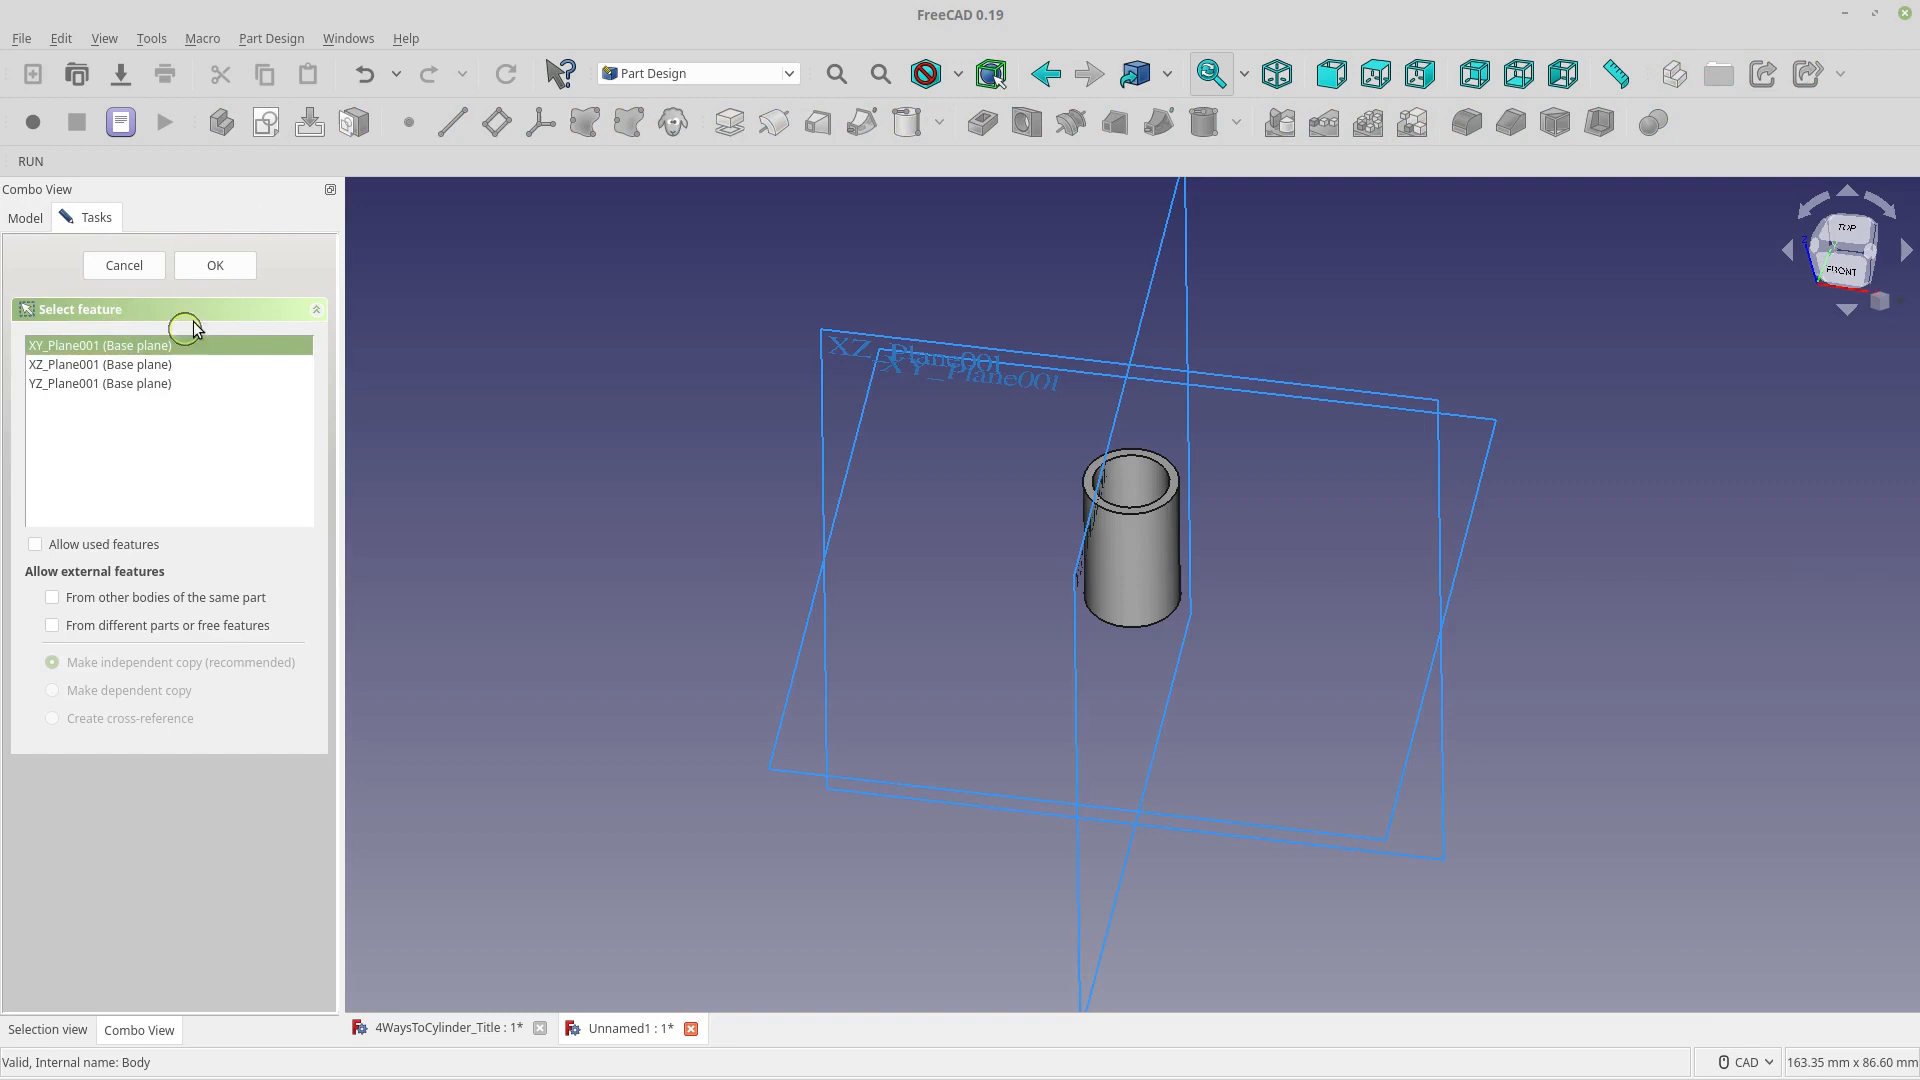 FreeCAD 0.19
File Edit View Tools Macro Part Design Windows Help
Part Design
RUN
Combo View
Model Tasks
Cancel OK
Select feature
XY_Plane001 (Base plane)
XZ_Plane001 (Base plane)
YZ_Plane001 (Base plane)
Allow used features
Allow external features
From other bodies of the same part
From different parts or free features
Make independent copy (recommended)
Make dependent copy
Create cross-reference
XZ_Plane001
XY_Plane001
TOP
FRONT
Z
Selection view Combo View
4WaysToCylinder_Title : 1* Unnamed1 : 1*
Valid, Internal name: Body
CAD 163.35 mm x 86.60 mm